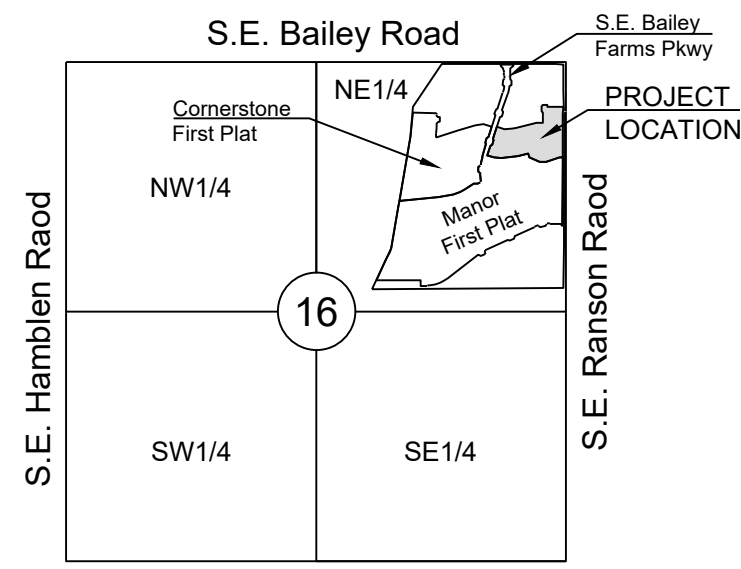 S.E. Bailey Road
S.E. Bailey
Farms Pkwy
NE1/4
PROJECT
LOCATION
Cornerstone
First Plat
NW1/4
Manor
First Plat
S.E. Hamblen Raod
S.E. Ranson Raod
16
SW1/4
SE1/4